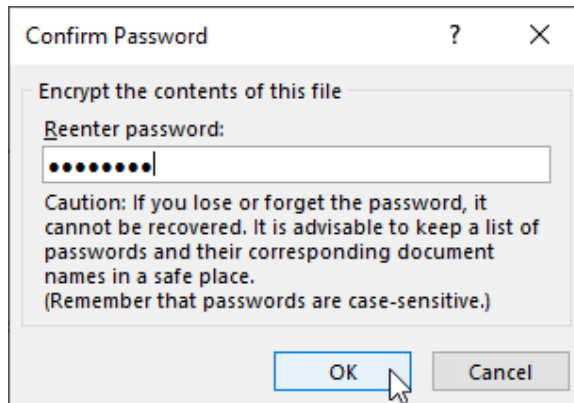 Confirm Password ?
Encrypt the contents of this file
Reenter password:
••••••••
Caution: If you lose or forget the password, it
cannot be recovered. It is advisable to keep a list of
passwords and their corresponding document
names in a safe place.
(Remember that passwords are case-sensitive.)
OK Cancel